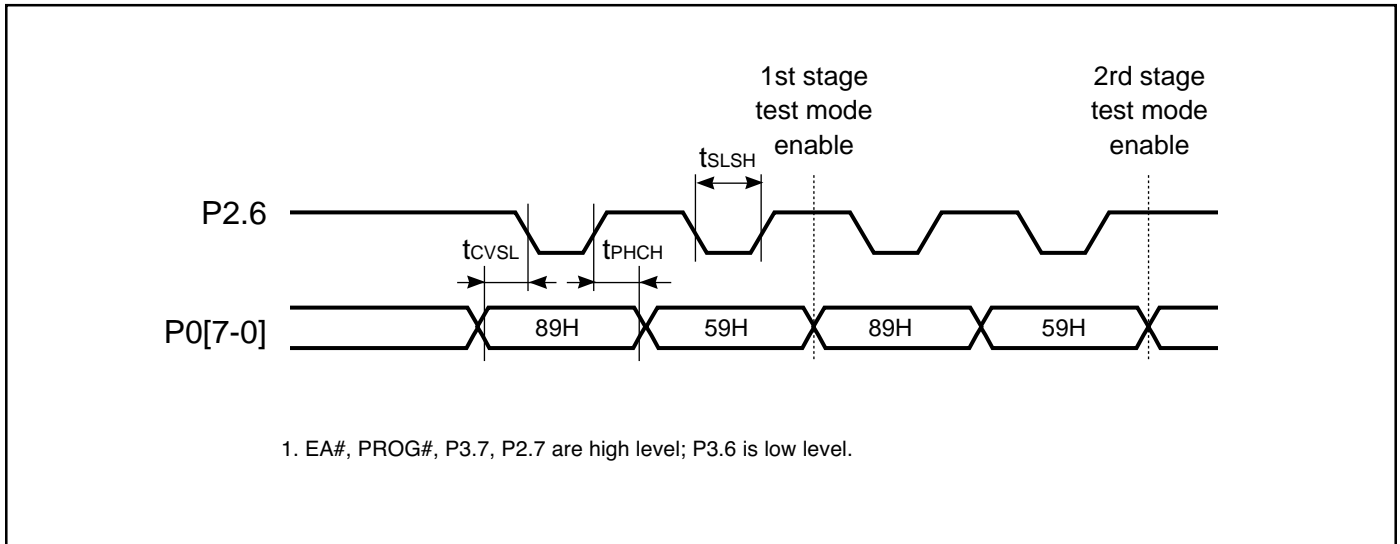 1st stage
test mode
enable
2rd stage
test mode
enable
tSLSH
P2.6
tCVSL
tPHCH
P0[7-0]
89H
59H
89H
59H
1. EA#, PROG#, P3.7, P2.7 are high level; P3.6 is low level.